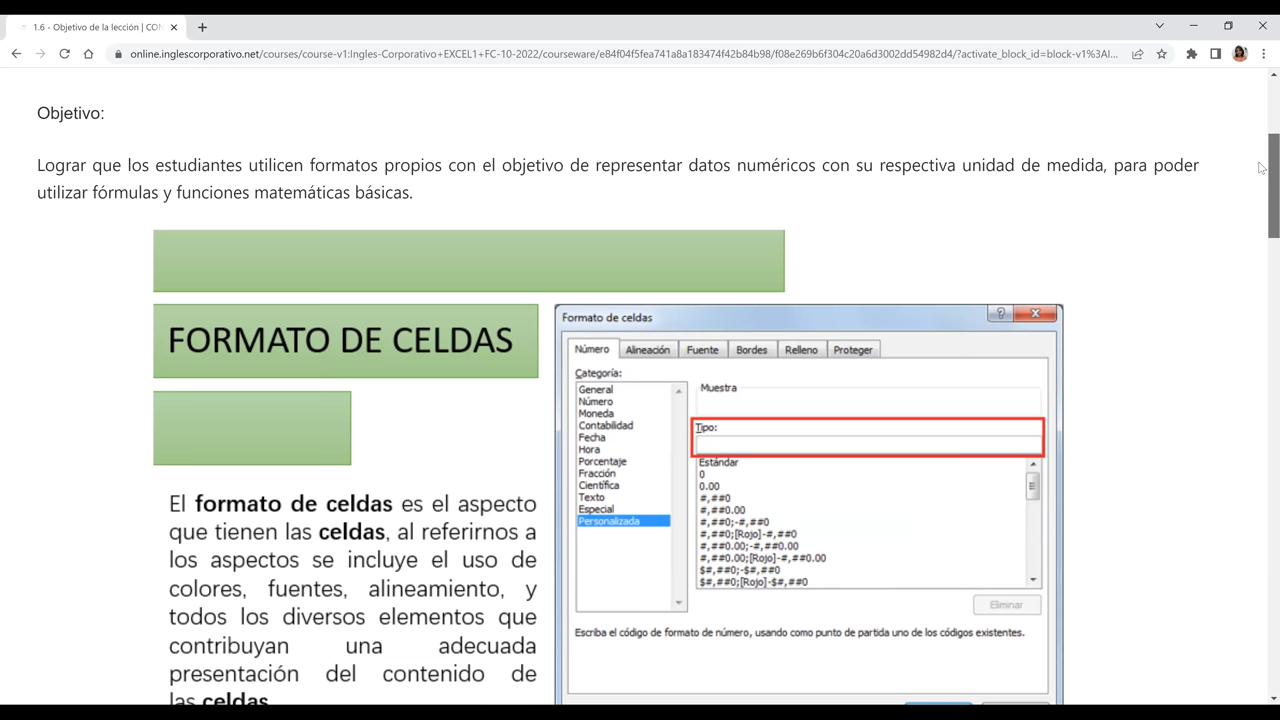 1.6 - Objetivo de la lección | CON
online.inglescorporativo.net/courses/course-v1:Ingles-Corporativo+EXCEL1+FC-10-2022/courseware/e84f04f5fea741a8a183474f42b84b98/f08e269b6f304c20a6d3002dd54982d4/?activate_block_id=block-v1%3AI...
Objetivo:
Lograr que los estudiantes utilicen formatos propios con el objetivo de representar datos numéricos con su respectiva unidad de medida, para poder
utilizar fórmulas y funciones matemáticas básicas.
FORMATO DE CELDAS
El formato de celdas es el aspecto
que tienen las celdas, al referirnos a
los aspectos se incluye el uso de
colores, fuentes, alineamiento, y
todos los diversos elementos que
contribuyan una adecuada
presentación del contenido de
las celdas.
Formato de celdas
Número Alineación Fuente Bordes Relleno Proteger
Categoría:
General
Número
Moneda
Contabilidad
Fecha
Hora
Porcentaje
Fracción
Científica
Texto
Especial
Personalizada
Muestra
Tipo:
Estándar
0
0.00
#,##0
#,##0.00
#,##0;-#,##0
#,##0;[Rojo]-#,##0
#,##0.00;-#,##0.00
#,##0.00;[Rojo]-#,##0.00
$#,##0;-$#,##0
$#,##0;[Rojo]-$#,##0
Eliminar
Escriba el código de formato de número, usando como punto de partida uno de los códigos existentes.